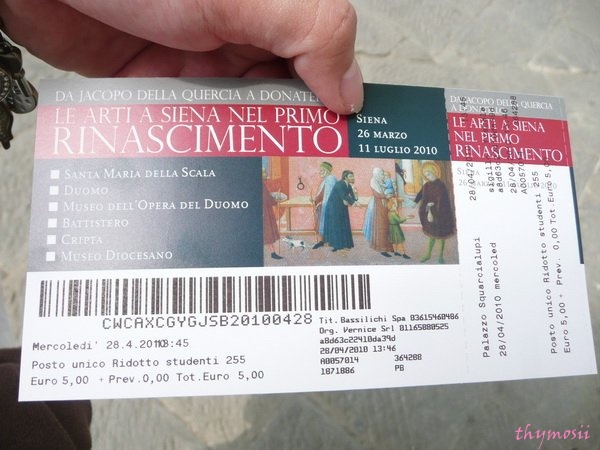 DA JACOPO DELLA QUERCIA A DONATE
LE ARTI A SIENA NEL PRIMO
RINASCIMENTO
SIENA
26 MARZO
11 LUGLIO 2010
SANTA MARIA DELLA SCALA
DUOMO
MUSEO DELL'OPERA DEL DUOMO
BATTISTERO
CRIPTA
MUSEO DIOCESANO
CWCAXCGYGJSB20100428
Mercoledi' 28.4.2010
Posto unico Ridotto studenti 255
Euro 5,00 + Prev.0,00 Tot.Euro 5,00
Tit. Bassilichi Spa 03615460486
Org. Vernice Srl 01165880525
a8d63c22410da39d
28/04/2010 13:46
A0057014 364288
1871886 PB
DA JACOPO DELLA QUERCIA
A DONATE
LE ARTI A SIENA
NEL PRIMO
RINASCIMENTO
SIENA
Palazzo Squarcialupi
28/04/2010 mercoled
Posto unico Ridotto studenti 255
Euro 5,00 + Prev. 0,00 Tot.Euro 5,
thymosii